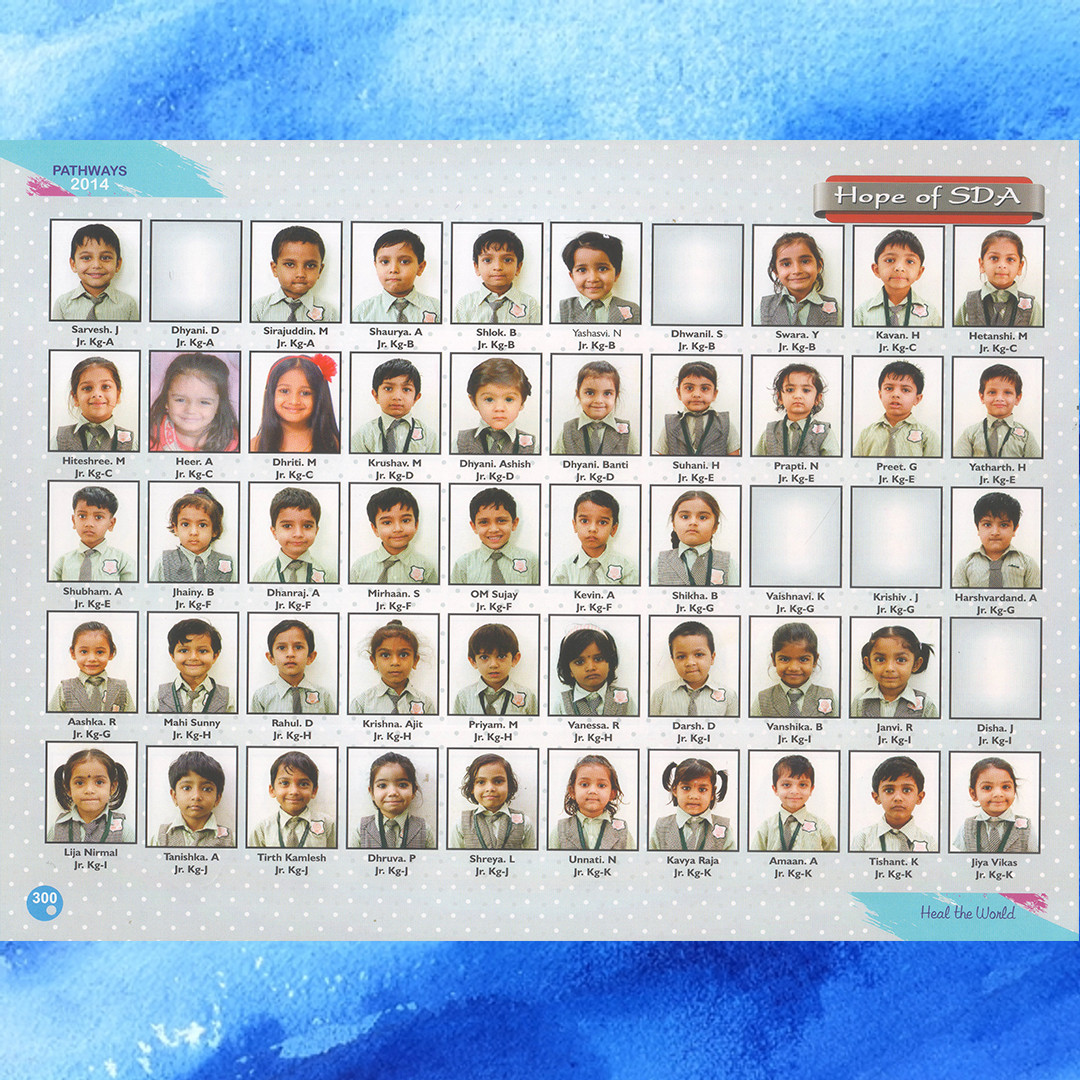 PATHWAYS
2014
Hope of SDA
Sarvesh. J
Jr. Kg-A
Dhyani. D
Jr. Kg-A
Sirajuddin. M
Jr. Kg-A
Shaurya. A
Jr. Kg-B
Shlok. B
Jr. Kg-B
Yashasvi. N
Jr. Kg-B
Dhwanil. S
Jr. Kg-B
Swara. Y
Jr. Kg-B
Kavan. H
Jr. Kg-C
Hetanshi. M
Jr. Kg-C
Hiteshree. M
Jr. Kg-C
Heer. A
Jr. Kg-C
Dhriti. M
Jr. Kg-C
Krushav. M
Jr. Kg-D
Dhyani. Ashish
Jr. Kg-D
Dhyani. Banti
Jr. Kg-D
Suhani. H
Jr. Kg-E
Prapti. N
Jr. Kg-E
Preet. G
Jr. Kg-E
Yatharth. H
Jr. Kg-E
Shubham. A
Jr. Kg-E
Jhainy. B
Jr. Kg-F
Dhanraj. A
Jr. Kg-F
Mirhaan. S
Jr. Kg-F
OM Sujay
Jr. Kg-F
Kevin. A
Jr. Kg-F
Shikha. B
Jr. Kg-G
Vaishnavi. K
Jr. Kg-G
Krishiv . J
Jr. Kg-G
Harshvardand. A
Jr. Kg-G
Aashka. R
Jr. Kg-G
Mahi Sunny
Jr. Kg-H
Rahul. D
Jr. Kg-H
Krishna. Ajit
Jr. Kg-H
Priyam. M
Jr. Kg-H
Vanessa. R
Jr. Kg-H
Darsh. D
Jr. Kg-I
Vanshika. B
Jr. Kg-I
Janvi. R
Jr. Kg-I
Disha. J
Jr. Kg-I
Lija Nirmal
Jr. Kg-I
Tanishka. A
Jr. Kg-J
Tirth Kamlesh
Jr. Kg-J
Dhruva. P
Jr. Kg-J
Shreya. L
Jr. Kg-J
Unnati. N
Jr. Kg-K
Kavya Raja
Jr. Kg-K
Amaan. A
Jr. Kg-K
Tishant. K
Jr. Kg-K
Jiya Vikas
Jr. Kg-K
300
Heal the World